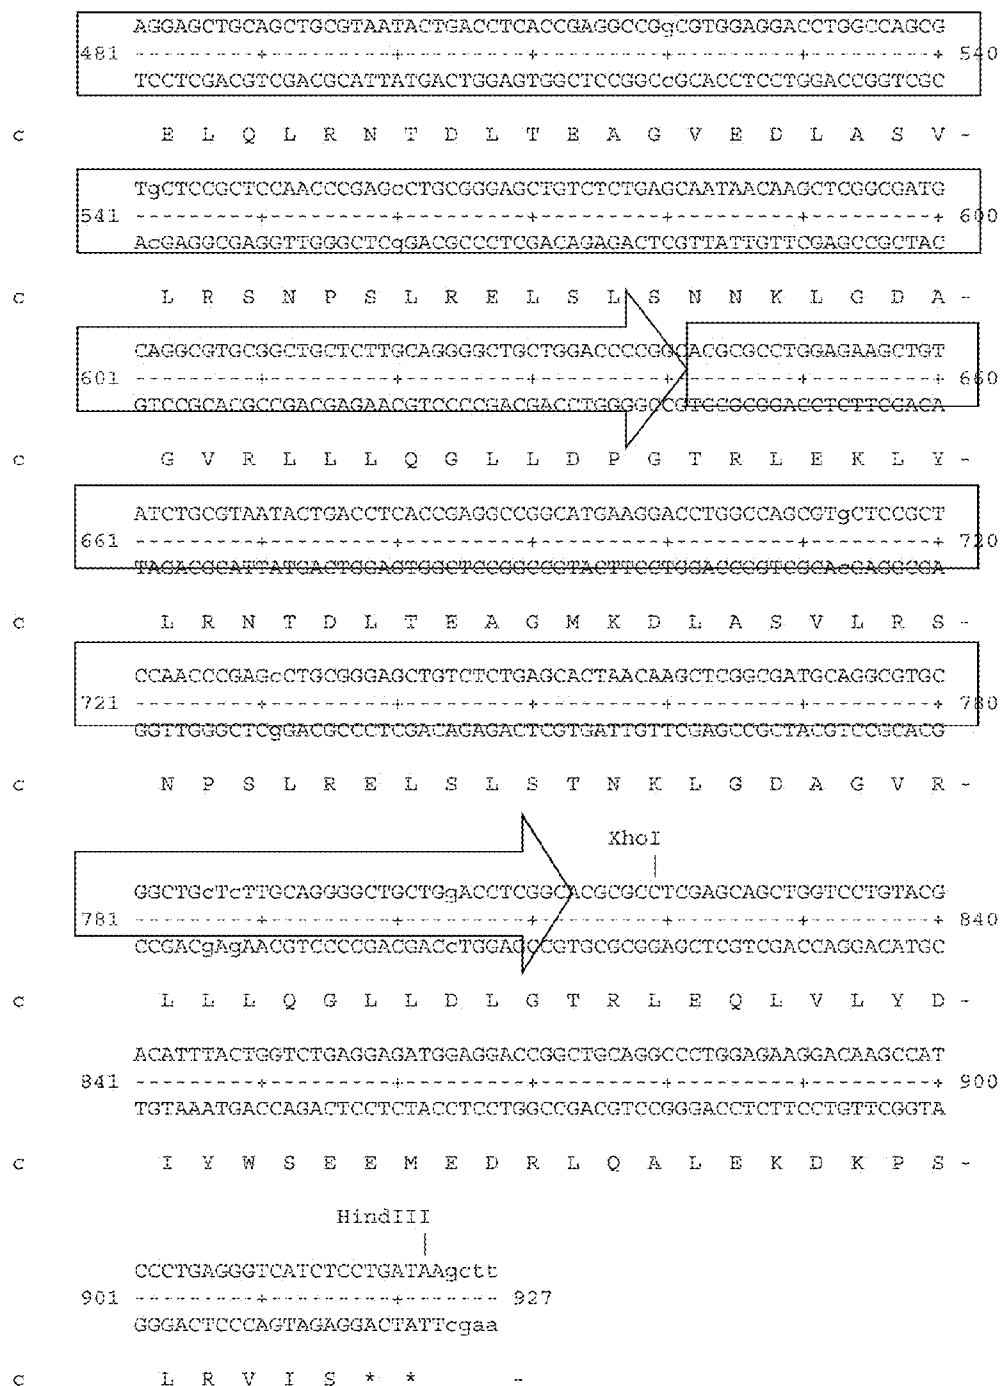 AGGAGCTGCAGCTGCGTAATACTGACCTCACCGAGGCCGgCGTGGAGGACCTGGCCAGCG
481 ---------+---------+---------+---------+---------+---------+ 540
TCCTCGACGTCGACGCATTATGACTGGAGTGGCTCCGGCcGCACCTCCTGGACCGGTCGC
c E L Q L R N T D L T E A G V E D L A S V -
TgCTCCGCTCCAACCCGAGcCTGCGGGAGCTGTCTCTGAGCAATAACAAGCTCGGCGATG
541 ---------+---------+---------+---------+---------+---------+ 600
AcGAGGCGAGGTTGGGCTCgGACGCCCTCGACAGAGACTCGTTATTGTTCGAGCCGCTAC
c L R S N P S L R E L S L S N N K L G D A -
CAGGCGTGCGGCTGCTCTTGCAGGGGCTGCTGGACCCCGGCACGCGCCTGGAGAAGCTGT
601 ---------+---------+---------+---------+---------+---------+ 660
GTCCGCACGCCGACGAGAACGTCCCCGACGACCTGGGGCCGTGCGCGGACCTCTTCGACA
c G V R L L L Q G L L D P G T R L E K L Y -
ATCTGCGTAATACTGACCTCACCGAGGCCGGCATGAAGGACCTGGCCAGCGTgCTCCGCT
661 ---------+---------+---------+---------+---------+---------+ 720
TAGACGCATTATGACTGGAGTGGCTCCGGCCGTACTTCCTGGACCGGTCGCAcGAGGCGA
c L R N T D L T E A G M K D L A S V L R S -
CCAACCCGAGcCTGCGGGAGCTGTCTCTGAGCACTAACAAGCTCGGCGATGCAGGCGTGC
721 ---------+---------+---------+---------+---------+---------+ 780
GGTTGGGCTCgGACGCCCTCGACAGAGACTCGTGATTGTTCGAGCCGCTACGTCCGCACG
c N P S L R E L S L S T N K L G D A G V R -
XhoI
GGCTGcTcTTGCAGGGGCTGCTGgACCTCGGCACGCGCCTCGAGCAGCTGGTCCTGTACG
781 ---------+---------+---------+---------+---------+---------+ 840
CCGACgAgAACGTCCCCGACGACcTGGAGCCGTGCGCGGAGCTCGTCGACCAGGACATGC
c L L L Q G L L D L G T R L E Q L V L Y D -
ACATTTACTGGTCTGAGGAGATGGAGGACCGGCTGCAGGCCCTGGAGAAGGACAAGCCAT
841 ---------+---------+---------+---------+---------+---------+ 900
TGTAAATGACCAGACTCCTCTACCTCCTGGCCGACGTCCGGGACCTCTTCCTGTTCGGTA
c I Y W S E E M E D R L Q A L E K D K P S -
HindIII
CCCTGAGGGTCATCTCCTGATAAgctt
901 ---------+---------+------- 927
GGGACTCCCAGTAGAGGACTATTcgaa
c L R V I S * * -